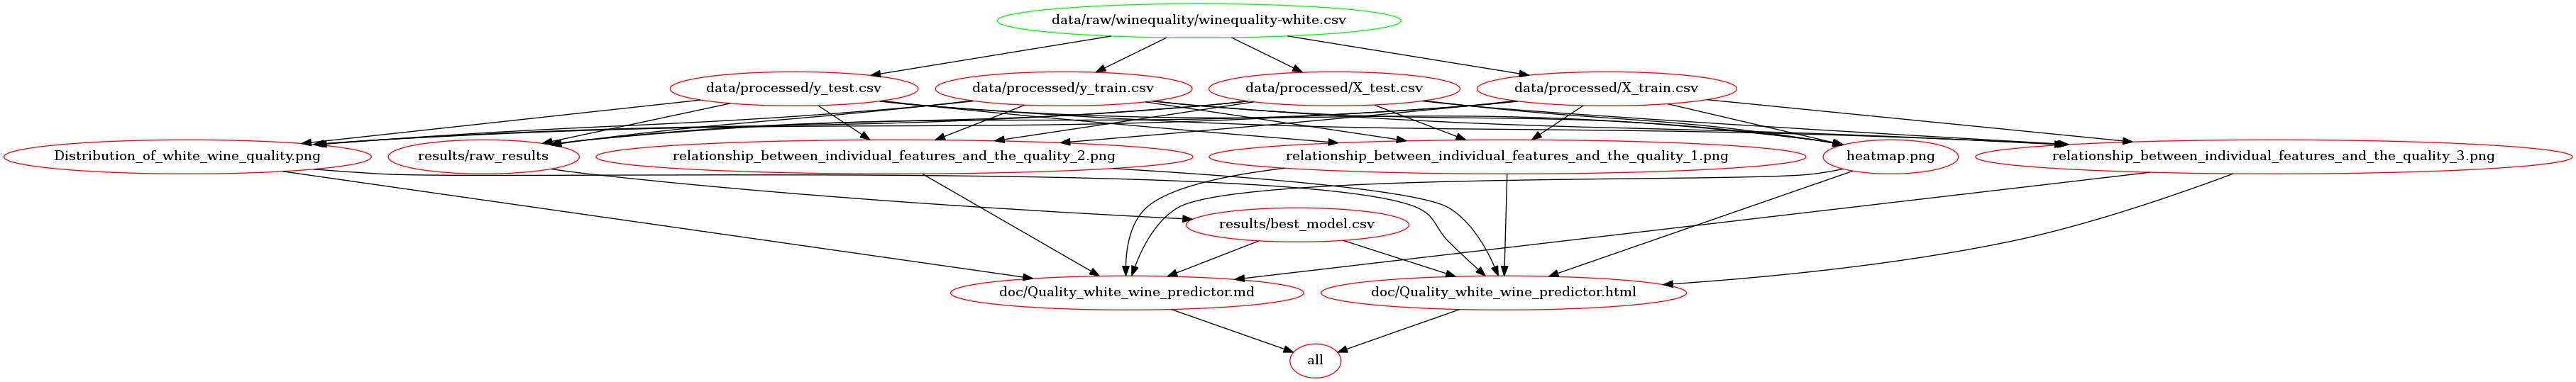 data/raw/winequality/winequality-white.csv
data/processed/y_test.csv
data/processed/y_train.csv
data/processed/X_test.csv
data/processed/X_train.csv
Distribution_of_white_wine_quality.png
results/raw_results
relationship_between_individual_features_and_the_quality_2.png
relationship_between_individual_features_and_the_quality_1.png
heatmap.png
relationship_between_individual_features_and_the_quality_3.png
results/best_model.csv
doc/Quality_white_wine_predictor.md
doc/Quality_white_wine_predictor.html
all